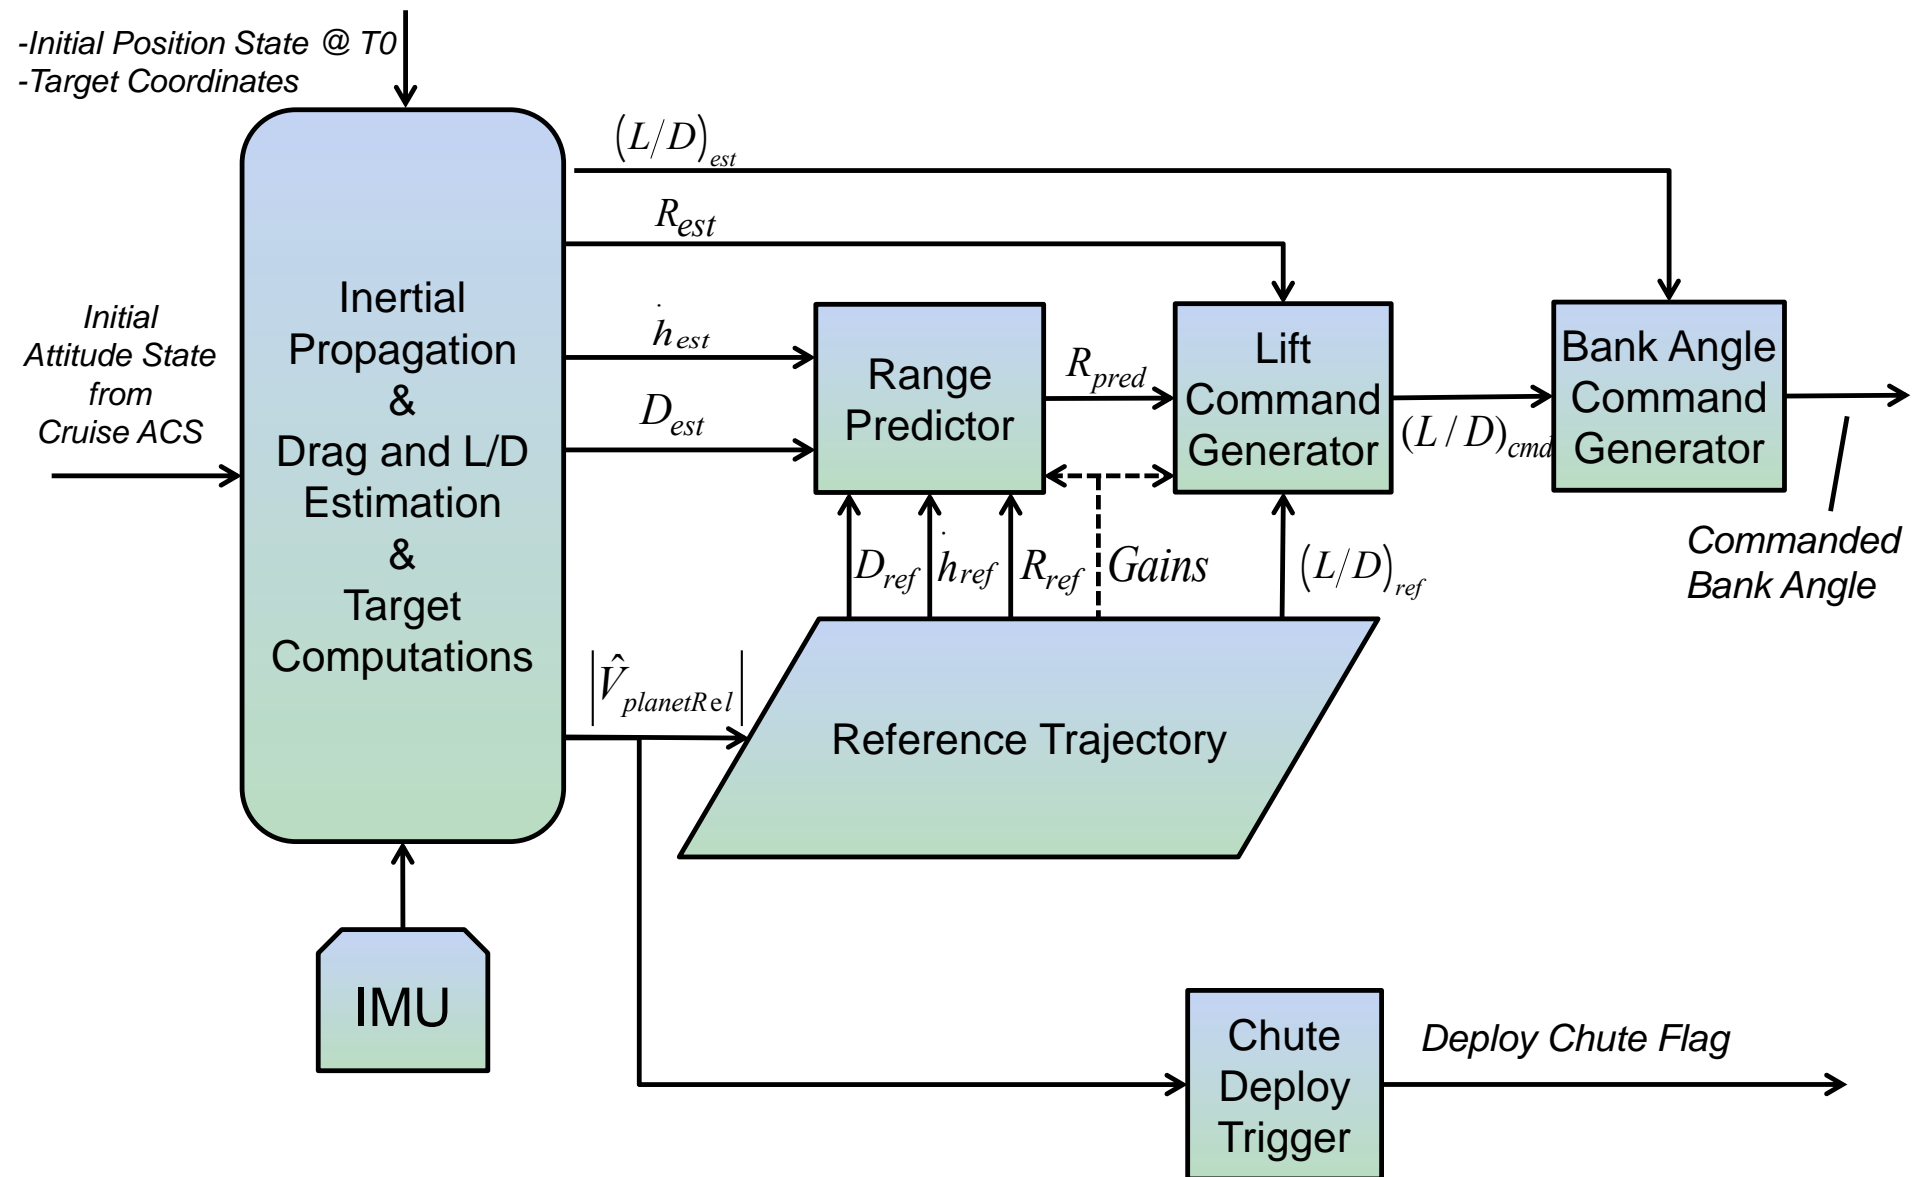 -Initial Position State @ T0
-Target Coordinates
(L/D)est
Rest
Initial
Attitude State
from
Cruise ACS
Inertial
Propagation
&
Drag and L/D
Estimation
&
Target
Computations
ḣest
Dest
Range
Predictor
Rpred
Lift
Command
Generator
(L/D)cmd
Bank Angle
Command
Generator
Commanded
Bank Angle
Dref
ḣref
Rref
Gains
(L/D)ref
|V̂planetRel|
Reference Trajectory
IMU
Chute
Deploy
Trigger
Deploy Chute Flag